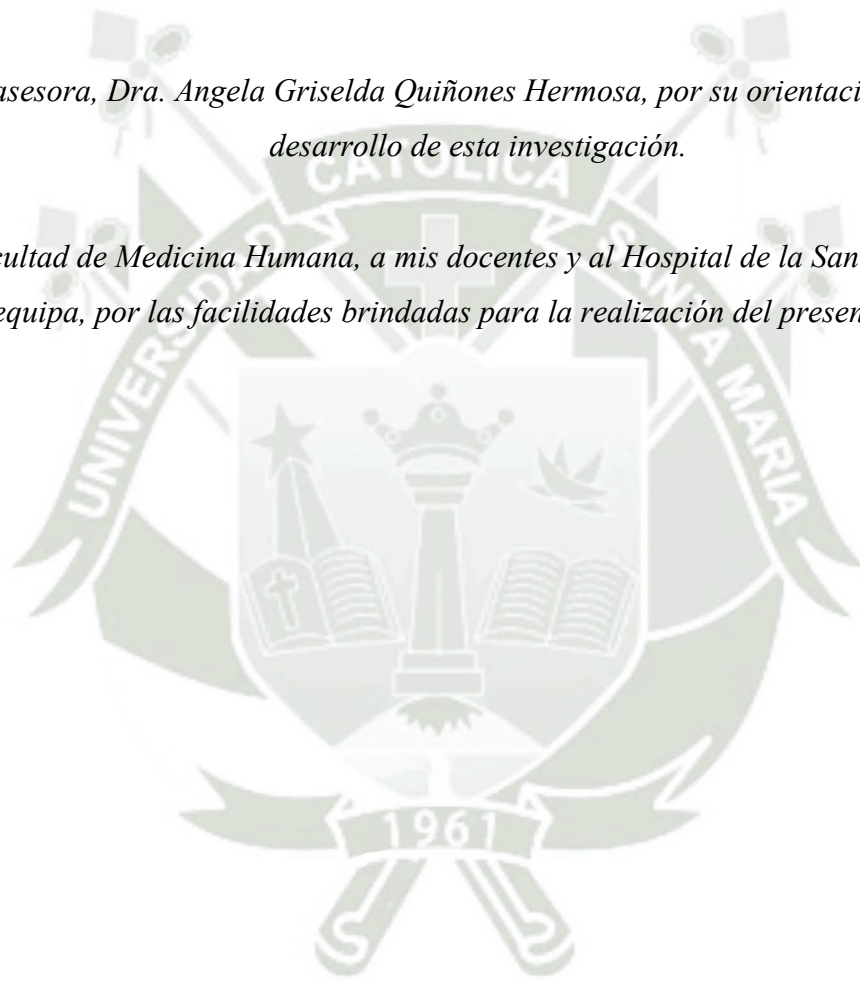 asesora, Dra. Angela Griselda Quiñones Hermosa, por su orientaci
desarrollo de esta investigación.
cultad de Medicina Humana, a mis docentes y al Hospital de la San
equipa, por las facilidades brindadas para la realización del presen
UNIVERSIDAD CATOLICA SANTA MARIA
1961